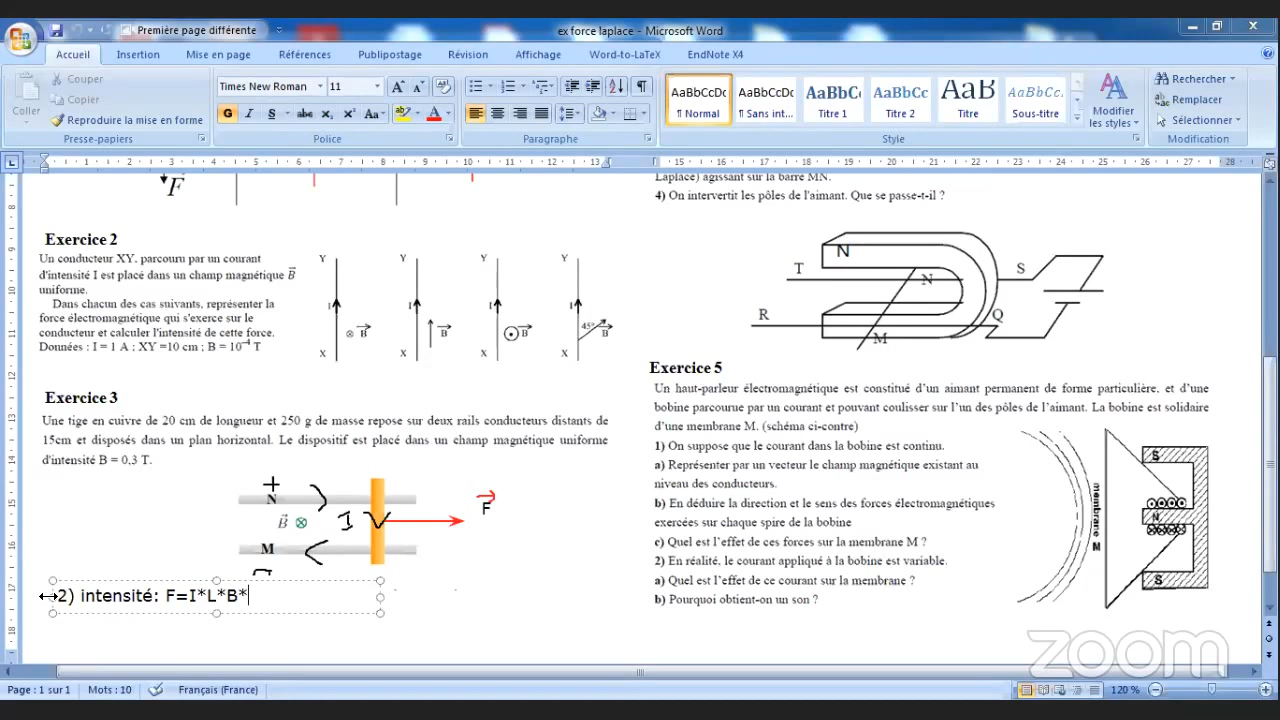 Première page différente
ex force laplace - Microsoft Word
Accueil Insertion Mise en page Références Publipostage Révision Affichage Word-to-LaTeX EndNote X4
Couper
Copier
Reproduire la mise en forme
Coller
Presse-papiers
Times New Roman 11
G I S abc x₂ x² Aa
Police
Paragraphe
AaBbCcDc AaBbCcDc AaBbC AaBbCc AaB AaBbCc.
¶ Normal ¶ Sans int... Titre 1 Titre 2 Titre Sous-titre
Modifier
les styles
Style
Rechercher
Remplacer
Sélectionner
Modification
F
Exercice 2
Un conducteur XY, parcouru par un courant
d'intensité I est placé dans un champ magnétique B
uniforme.
Dans chacun des cas suivants, représenter la
force électromagnétique qui s'exerce sur le
conducteur et calculer l'intensité de cette force.
Données : I = 1 A ; XY =10 cm ; B = 10⁻⁴ T
Y Y Y Y
I I I I
B B B 45° B
X X X X
Exercice 3
Une tige en cuivre de 20 cm de longueur et 250 g de masse repose sur deux rails conducteurs distants de
15cm et disposés dans un plan horizontal. Le dispositif est placé dans un champ magnétique uniforme
d'intensité B = 0,3 T.
+
N
B ⊗ I
F
M
2) intensité: F=I*L*B*
Laplace) agissant sur la barre MN.
4) On intervertit les pôles de l'aimant. Que se passe-t-il ?
N
T N S
R Q
M
Exercice 5
Un haut-parleur électromagnétique est constitué d'un aimant permanent de forme particulière, et d'une
bobine parcourue par un courant et pouvant coulisser sur l'un des pôles de l'aimant. La bobine est solidaire
d'une membrane M. (schéma ci-contre)
1) On suppose que le courant dans la bobine est continu.
a) Représenter par un vecteur le champ magnétique existant au
niveau des conducteurs.
b) En déduire la direction et le sens des forces électromagnétiques
exercées sur chaque spire de la bobine
c) Quel est l'effet de ces forces sur la membrane M ?
2) En réalité, le courant appliqué à la bobine est variable.
a) Quel est l'effet de ce courant sur la membrane ?
b) Pourquoi obtient-on un son ?
membrane M
S
N
S
zoom
Page : 1 sur 1 Mots : 10 Français (France) 120 %